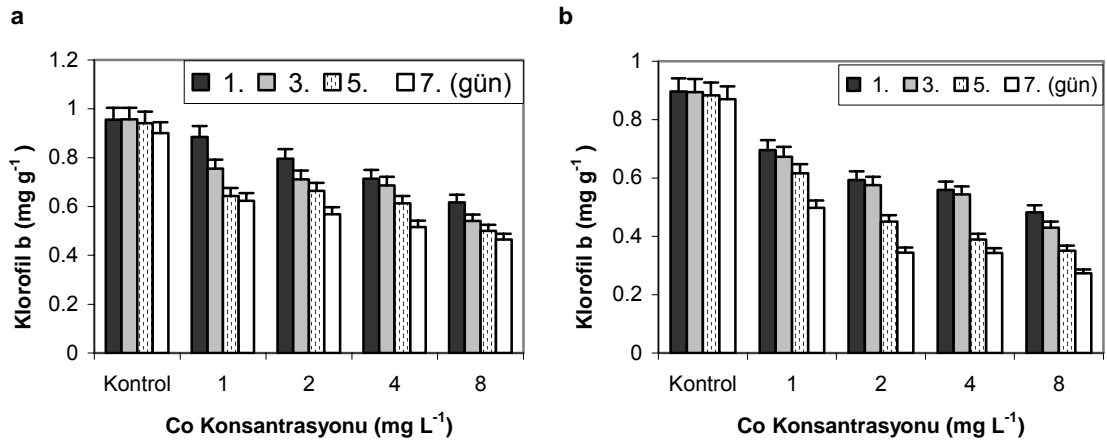 a
1.2
1
0.8
0.6
0.4
0.2
0
Klorofil b (mg g⁻¹)
1. 3. 5. 7. (gün)
Kontrol 1 2 4 8
Co Konsantrasyonu (mg L⁻¹)
b
1
0.8
0.6
0.4
0.2
0
Klorofil b (mg g⁻¹)
1. 3. 5. 7. (gün)
Kontrol 1 2 4 8
Co Konsantrasyonu (mg L⁻¹)